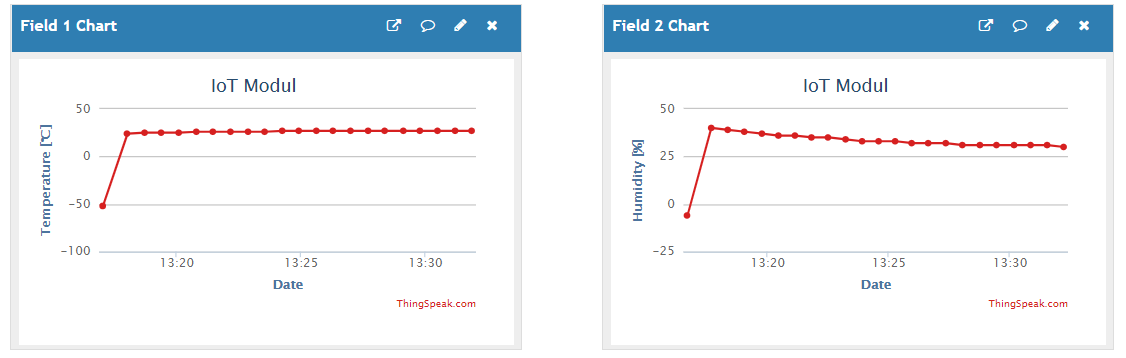 Field 1 Chart
IoT Modul
Temperature [℃]
50
0
-50
-100
13:20
13:25
13:30
Date
ThingSpeak.com
Field 2 Chart
IoT Modul
Humidity [%]
50
25
0
-25
13:20
13:25
13:30
Date
ThingSpeak.com